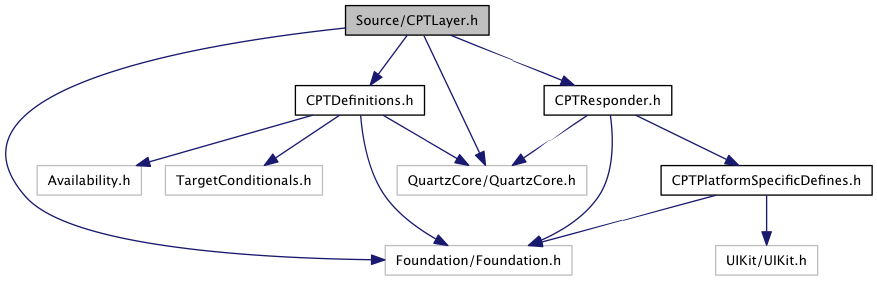 Source/CPTLayer.h
CPTDefinitions.h
CPTResponder.h
Availability.h
TargetConditionals.h
QuartzCore/QuartzCore.h
CPTPlatformSpecificDefines.h
Foundation/Foundation.h
UIKit/UIKit.h